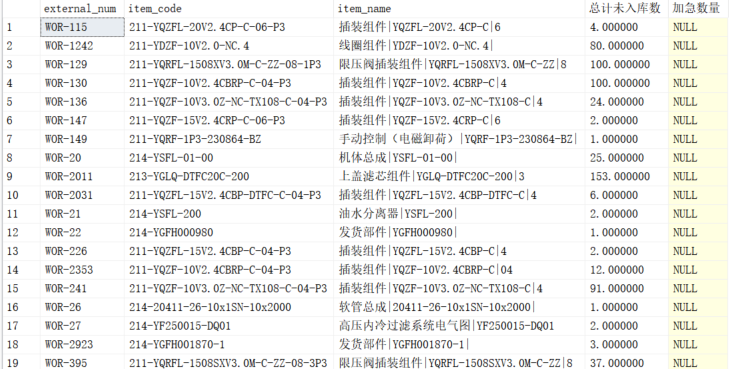 external_num item_code item_name 总计未入库数 加急数量
1 WOR-115 211-YQZFL-20V2.4CP-C-06-P3 插装组件|YQZFL-20V2.4CP-C|6 4.000000 NULL
2 WOR-1242 211-YDZF-10V2.0-NC.4 线圈组件|YDZF-10V2.0-NC.4| 80.000000 NULL
3 WOR-129 211-YQRFL-1508SXV3.0M-C-ZZ-08-1P3 限压阀插装组件|YQRFL-1508SXV3.0M-C-ZZ|8 100.000000 NULL
4 WOR-130 211-YQZF-10V2.4CBRP-C-04-P3 插装组件|YQZF-10V2.4CBRP-C|4 100.000000 NULL
5 WOR-136 211-YQZF-10V3.0Z-NC-TX108-C-04-P3 插装组件|YQZF-10V3.0Z-NC-TX108-C|4 24.000000 NULL
6 WOR-147 211-YQZF-15V2.4CRP-C-06-P3 插装组件|YQZF-15V2.4CRP-C|6 2.000000 NULL
7 WOR-149 211-YQRF-1P3-230864-BZ 手动控制（电磁卸荷）|YQRF-1P3-230864-BZ| 1.000000 NULL
8 WOR-20 214-YSFL-01-00 机体总成|YSFL-01-00| 25.000000 NULL
9 WOR-2011 213-YGLQ-DTFC20C-200 上盖滤芯组件|YGLQ-DTFC20C-200|3 153.000000 NULL
10 WOR-2031 211-YQZFL-15V2.4CBP-DTFC-C-04-P3 插装组件|YQZFL-15V2.4CBP-DTFC-C|4 6.000000 NULL
11 WOR-21 214-YSFL-200 油水分离器|YSFL-200| 2.000000 NULL
12 WOR-22 214-YGFH000980 发货部件|YGFH000980| 1.000000 NULL
13 WOR-226 211-YQZFL-15V2.4CBP-C-04-P3 插装组件|YQZFL-15V2.4CBP-C|4 2.000000 NULL
14 WOR-2353 211-YQZF-10V2.4CBRP-C-04-P3 插装组件|YQZF-10V2.4CBRP-C|04 12.000000 NULL
15 WOR-241 211-YQZF-10V3.0Z-NC-TX108-C-04-P3 插装组件|YQZF-10V3.0Z-NC-TX108-C|4 91.000000 NULL
16 WOR-26 214-20411-26-10x1SN-10x2000 软管总成|20411-26-10x1SN-10x2000| 1.000000 NULL
17 WOR-27 214-YF250015-DQ01 高压内冷过滤系统电气图|YF250015-DQ01 2.000000 NULL
18 WOR-2923 214-YGFH001870-1 发货部件|YGFH001870-1| 3.000000 NULL
19 WOR-395 211-YQRFL-1508SXV3.0M-C-ZZ-08-3P3 限压阀插装组件|YQRFL-1508SXV3.0M-C-ZZ|8 37.000000 NULL